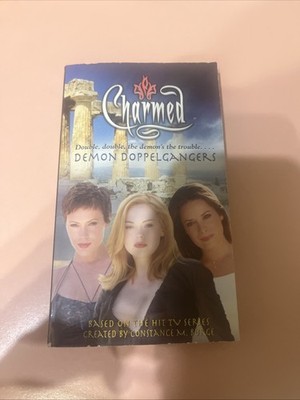 Charmed
Double, double, the demon's the trouble.....
DEMON DOPPELGANGERS
BASED ON THE HIT TV SERIES
CREATED BY CONSTANCE M. BURGE